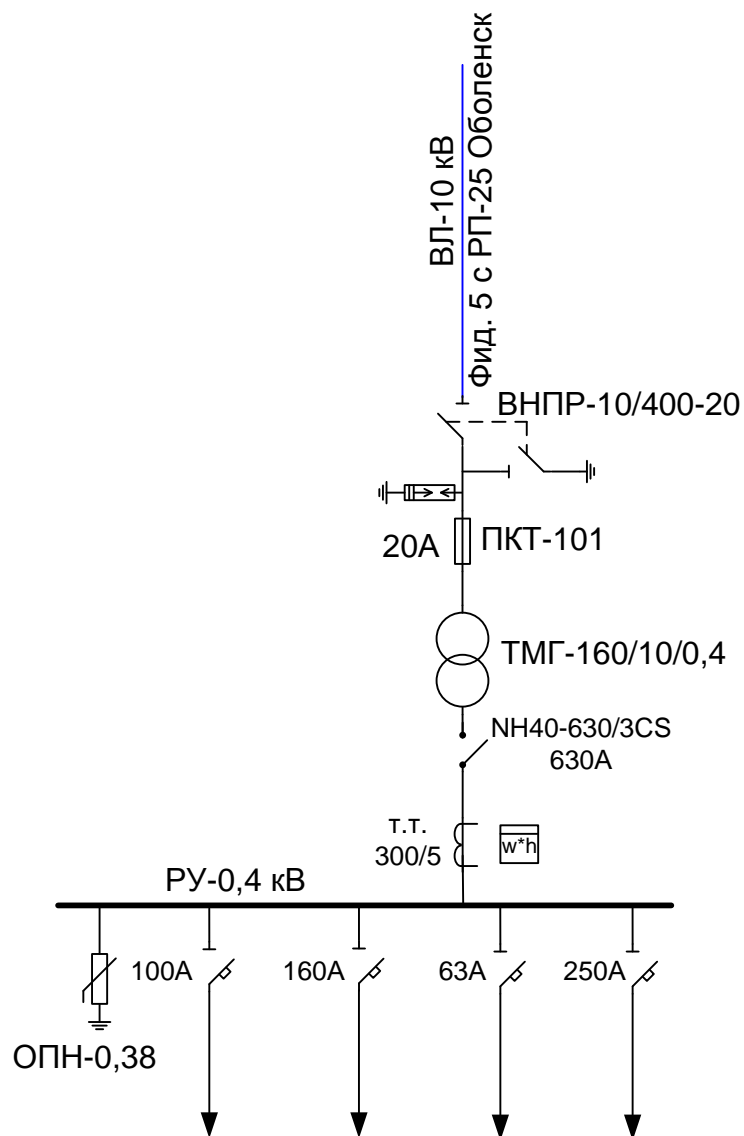 ВЛ-10 кВ
Фид. 5 с РП-25 Оболенск
ВНПР-10/400-20
20А
ПКТ-101
ТМГ-160/10/0,4
NH40-630/3CS
630А
т.т.
300/5
w*h
РУ-0,4 кВ
100А
160А
63А
250А
ОПН-0,38